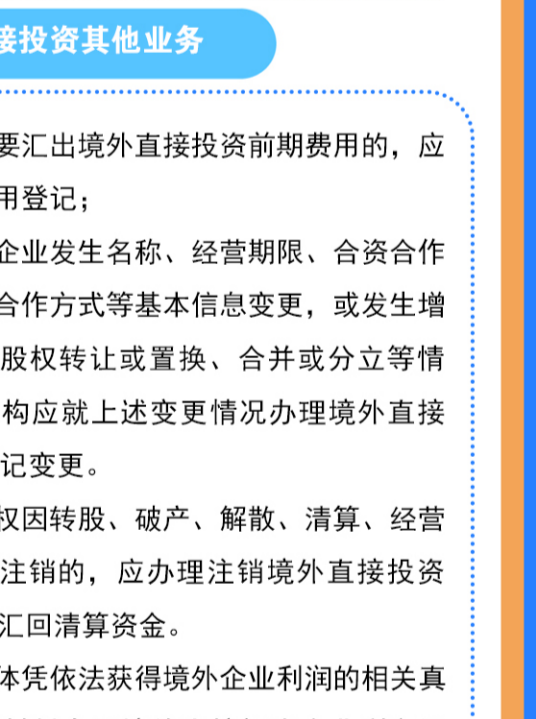 接投资其他业务
要汇出境外直接投资前期费用的，应
用登记；
企业发生名称、经营期限、合资合作
合作方式等基本信息变更，或发生增
股权转让或置换、合并或分立等情
构应就上述变更情况办理境外直接
记变更。
权因转股、破产、解散、清算、经营
注销的，应办理注销境外直接投资
汇回清算资金。
体凭依法获得境外企业利润的相关真